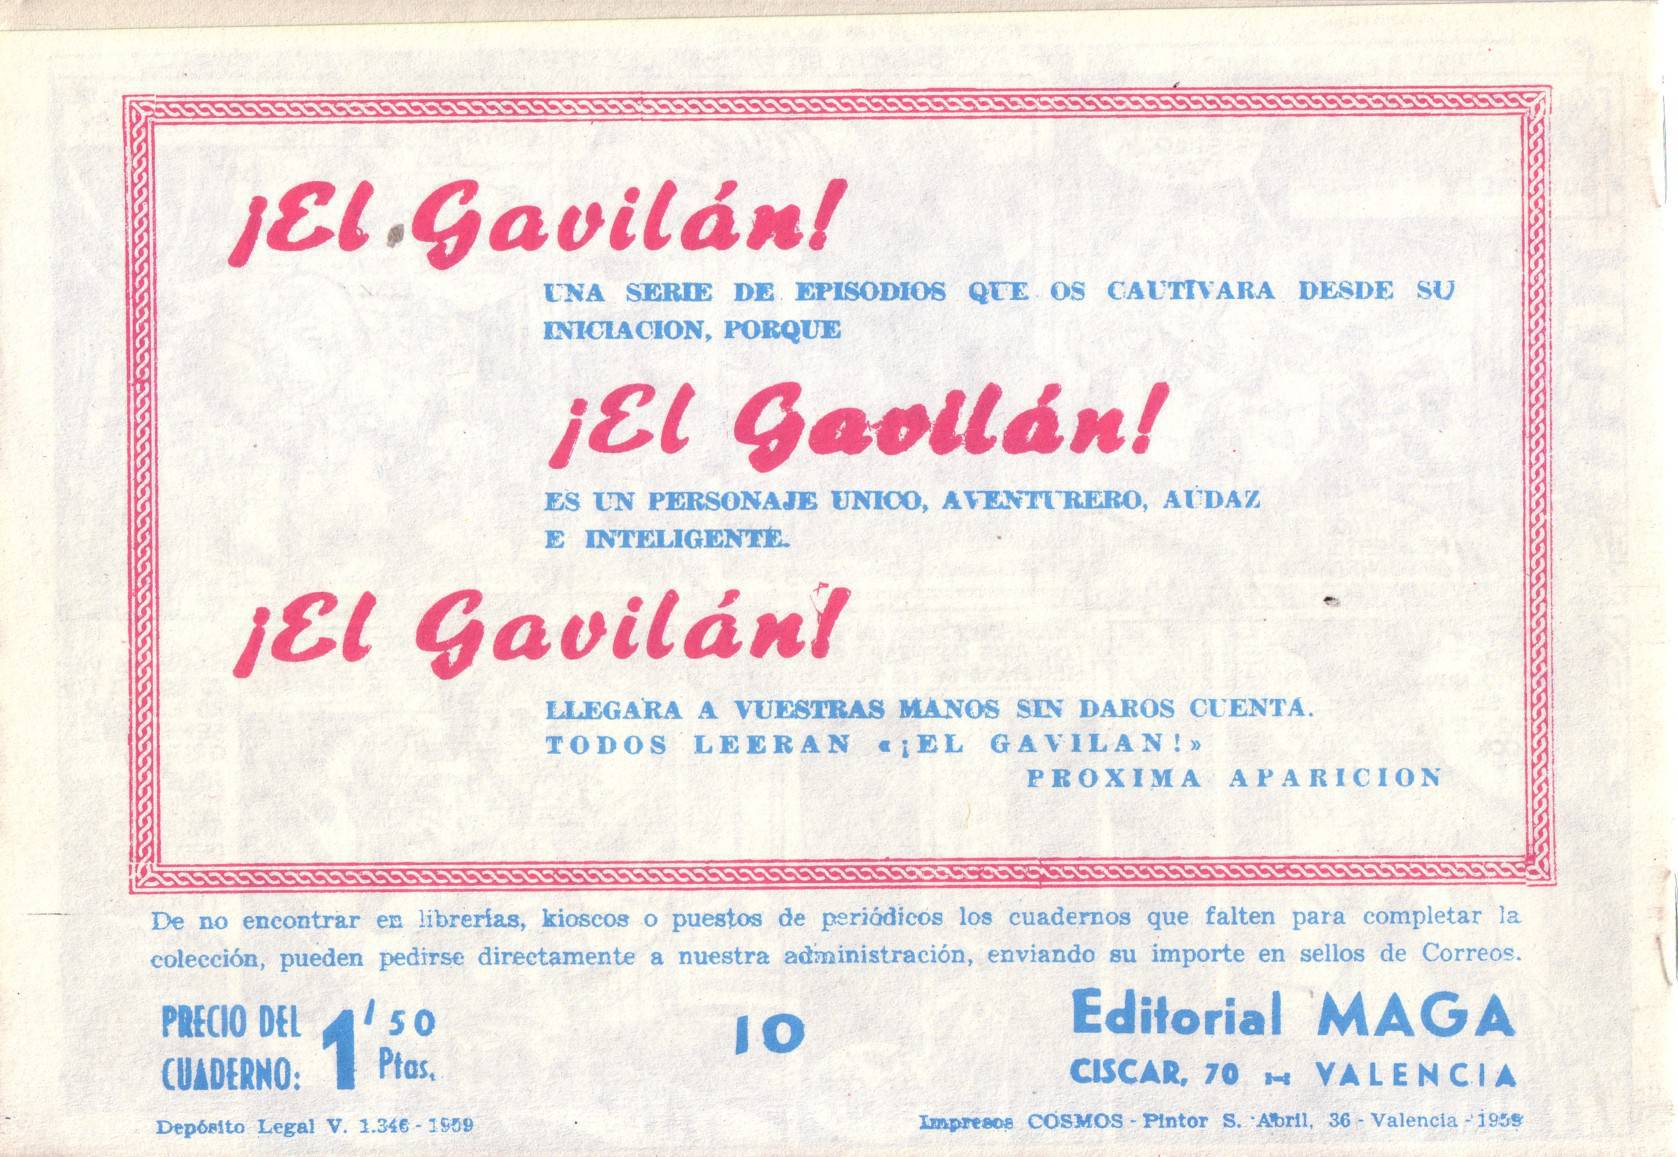 ¡El Gavilán!
UNA SERIE DE EPISODIOS QUE OS CAUTIVARA DESDE SU
INICIACION, PORQUE
¡El Gavilán!
ES UN PERSONAJE UNICO, AVENTURERO, AUDAZ
E INTELIGENTE.
¡El Gavilán!
LLEGARA A VUESTRAS MANOS SIN DAROS CUENTA.
TODOS LEERAN «¡EL GAVILAN!»
PROXIMA APARICION
De no encontrar en librerías, kioscos o puestos de periódicos los cuadernos que falten para completar la
colección, pueden pedirse directamente a nuestra administración, enviando su importe en sellos de Correos.
PRECIO DEL CUADERNO: 1'50 Ptas.
10
Editorial MAGA
CISCAR, 70 - VALENCIA
Depósito Legal V. 1.346 - 1959
Impresos COSMOS - Pintor S. Abril, 36 - Valencia - 1959